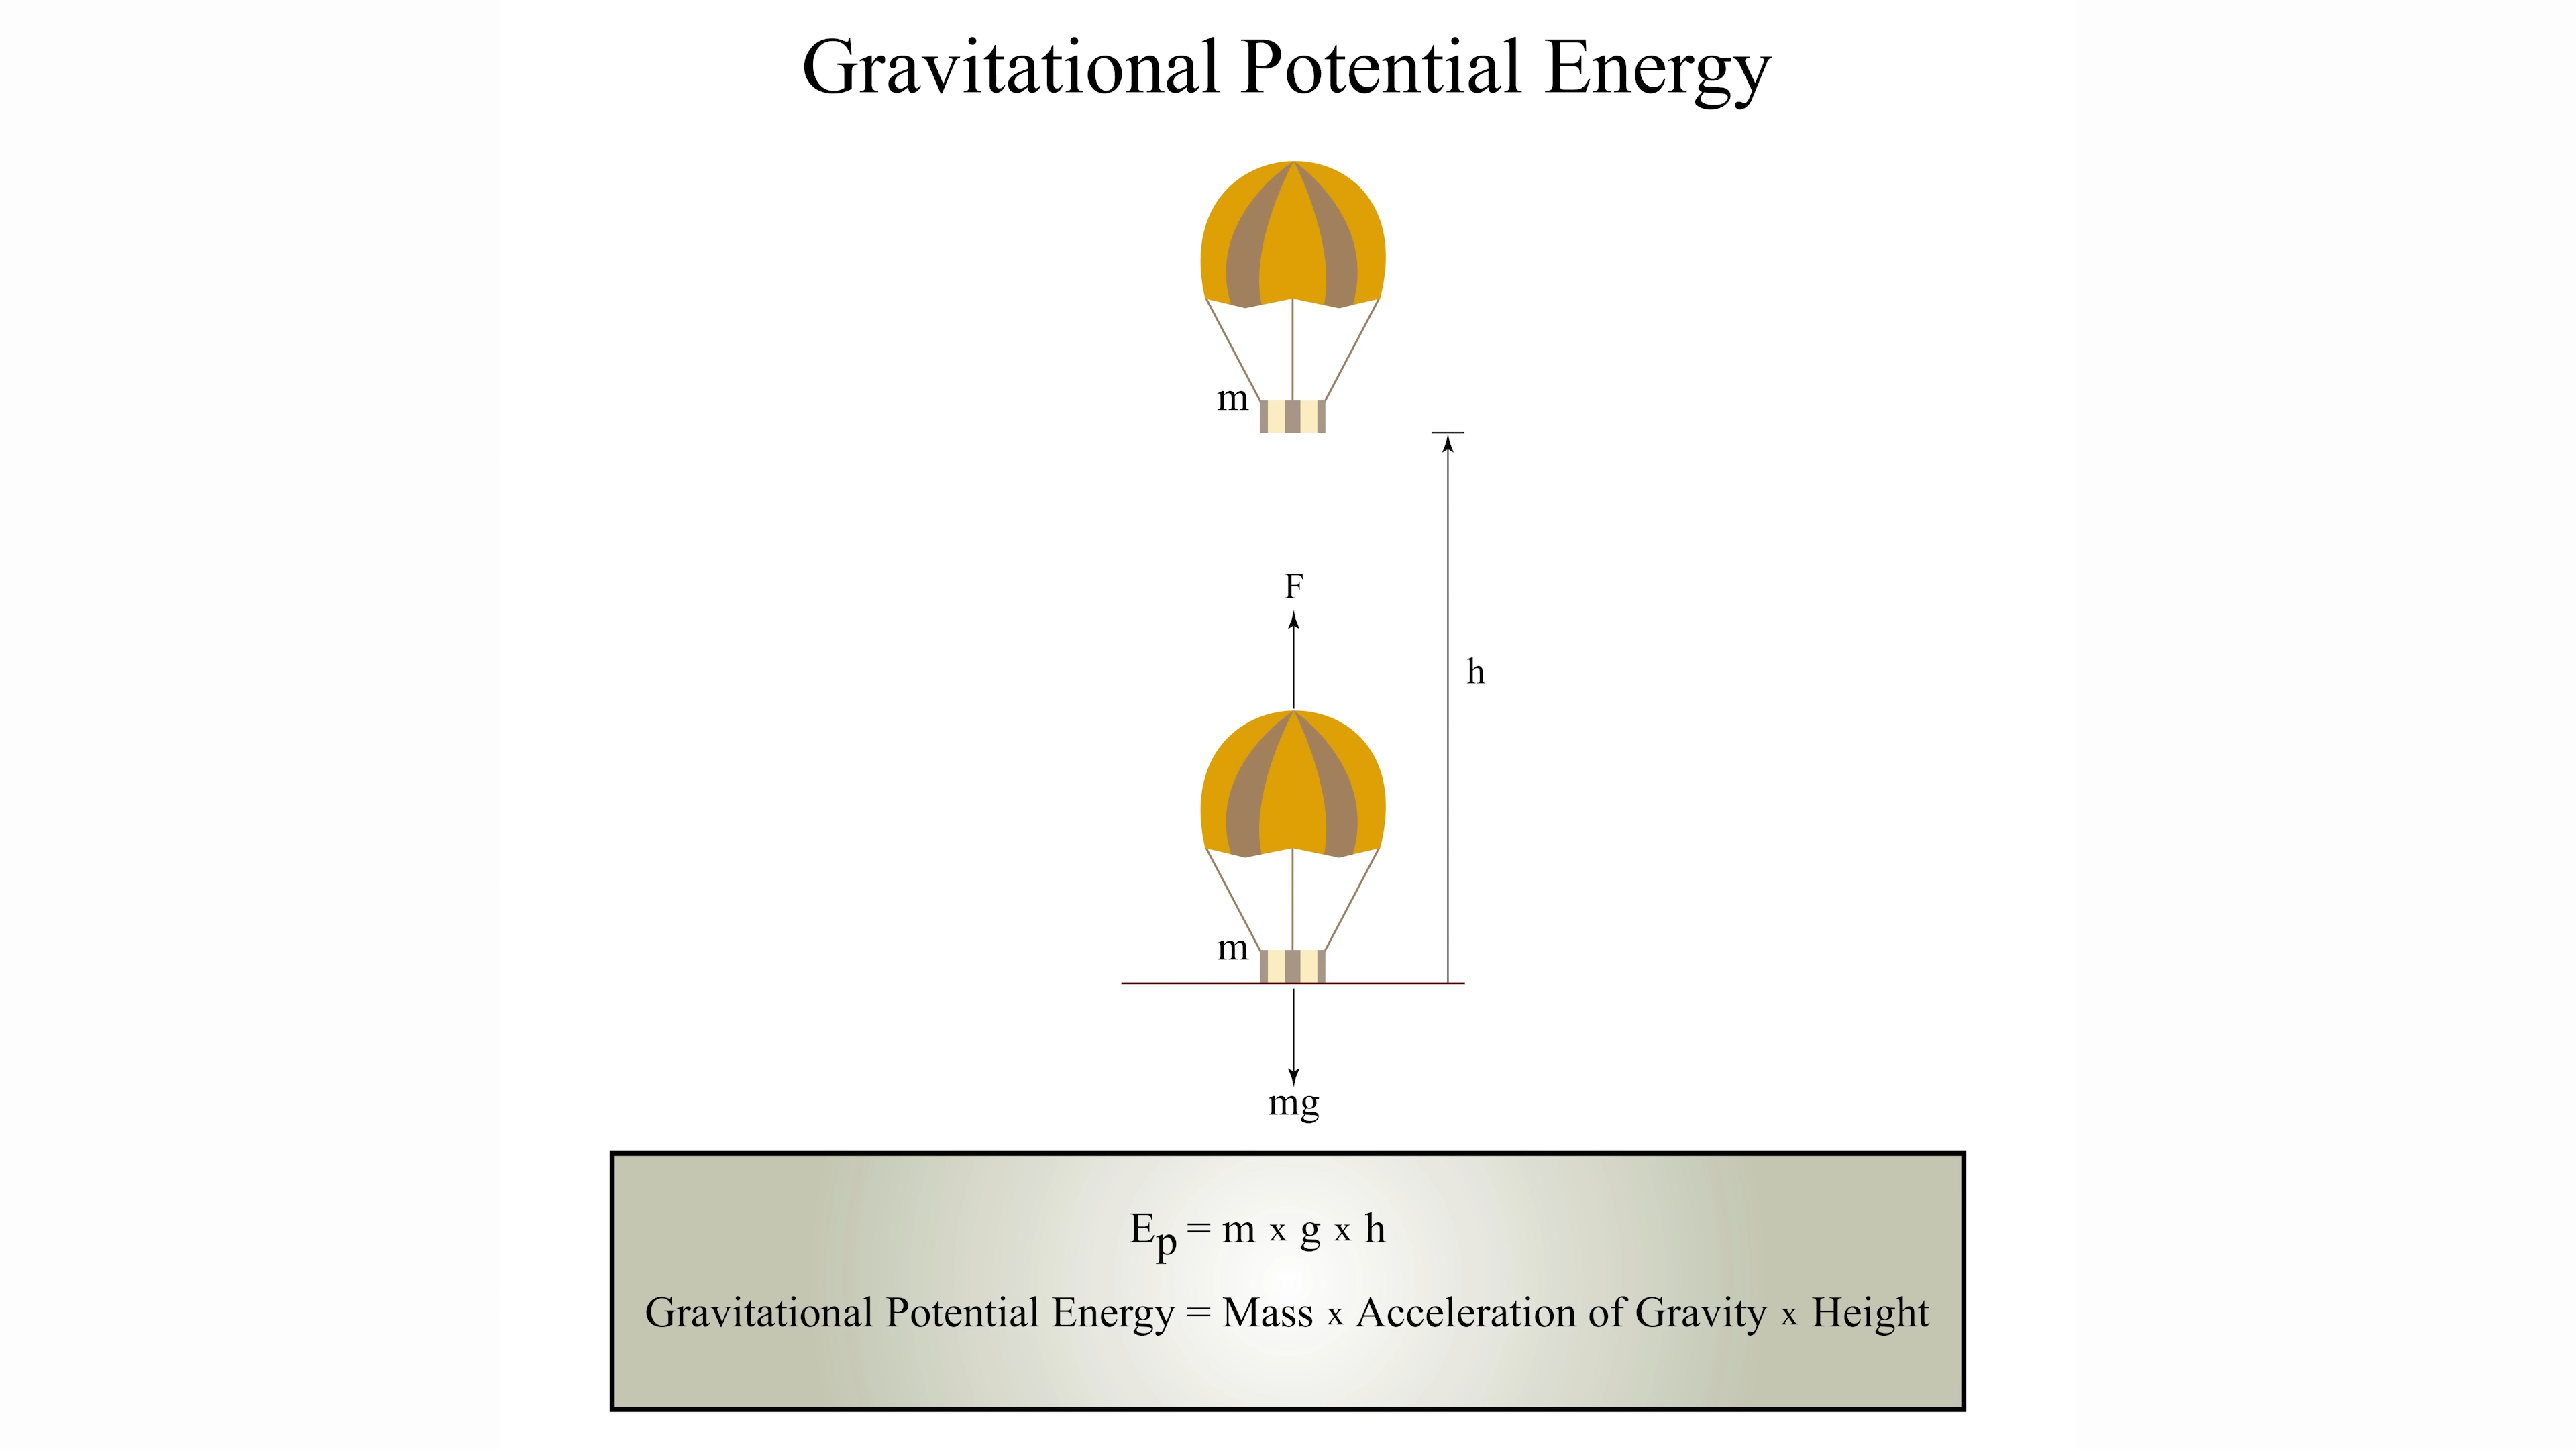 Gravitational Potential Energy
m
F
h
m
mg
Ep = m x g x h
Gravitational Potential Energy = Mass x Acceleration of Gravity x Height